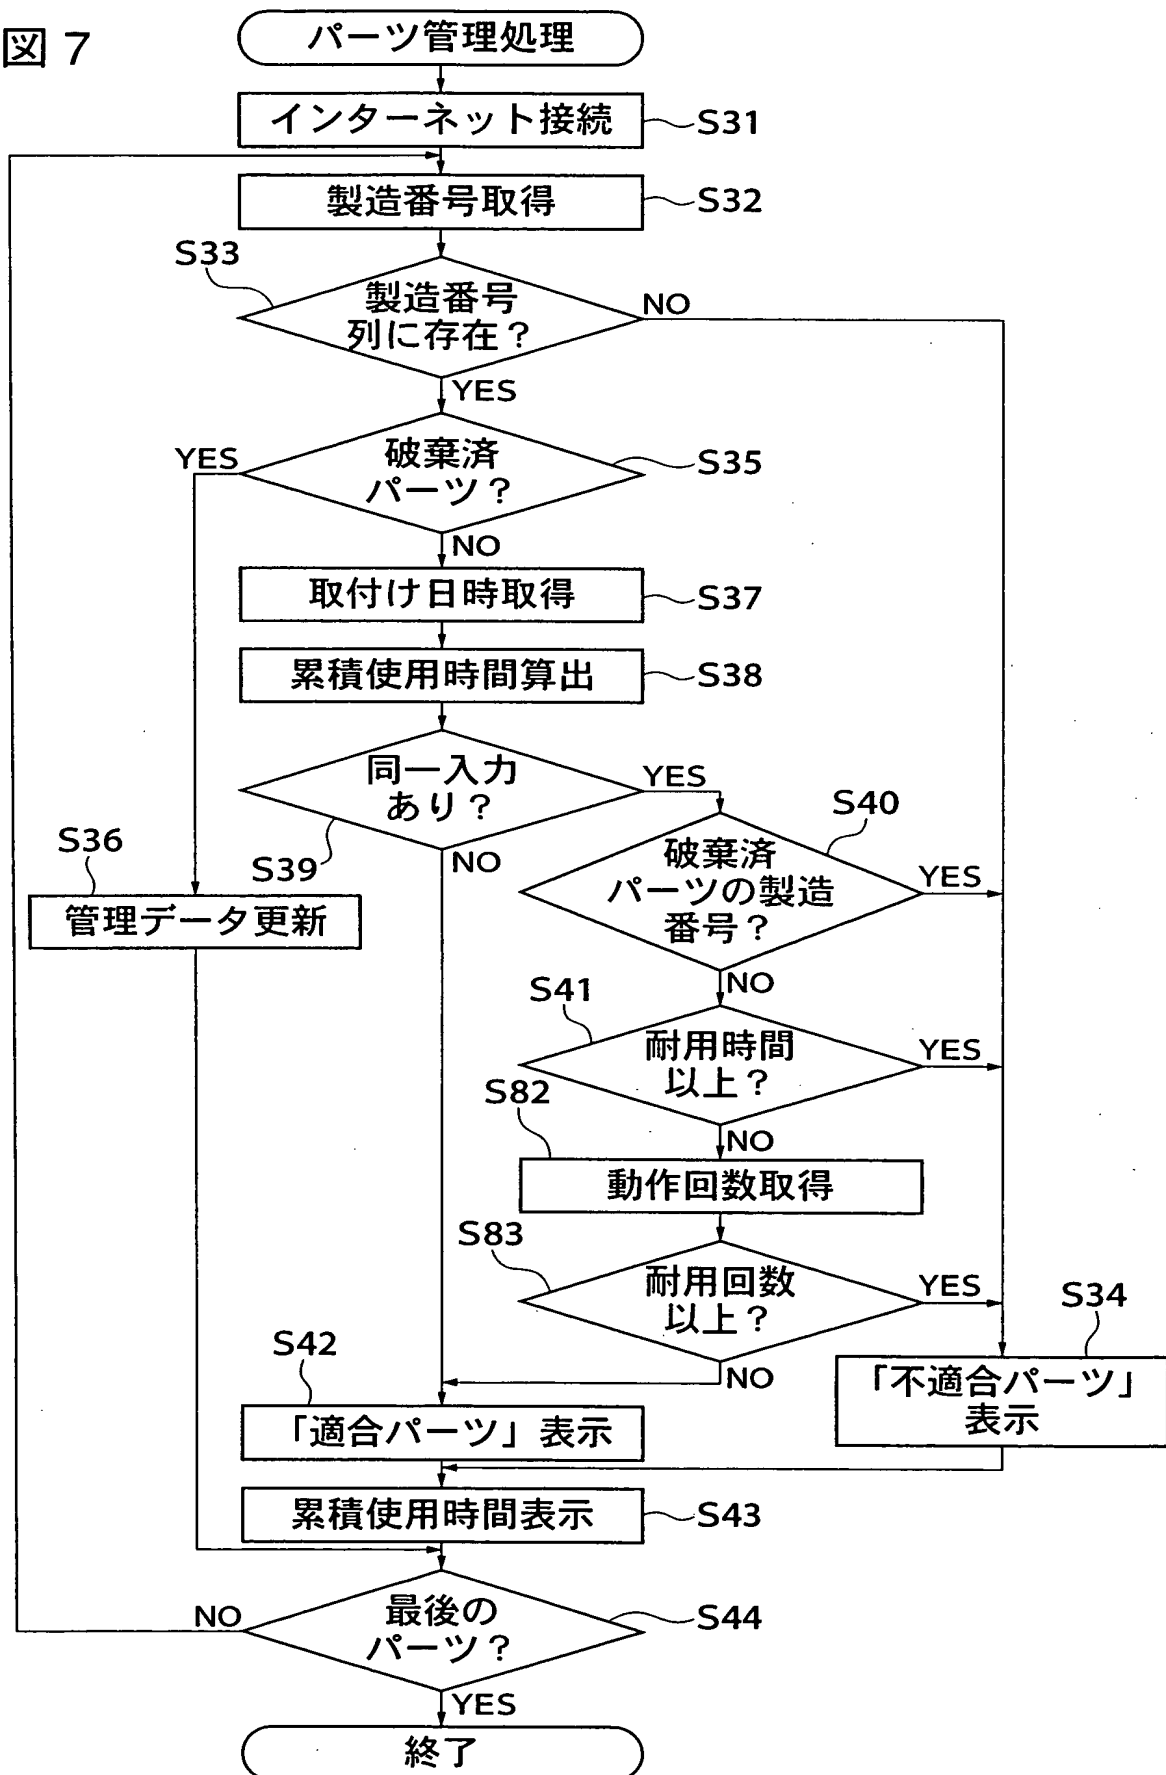 図 7
パーツ管理処理
インターネット接続
S31
製造番号取得
S32
S33
製造番号
列に存在？
NO
YES
破棄済
パーツ？
S35
YES
NO
取付け日時取得
S37
累積使用時間算出
S38
同一入力
あり？
YES
S39
NO
S40
破棄済
パーツの製造
番号？
YES
NO
S36
管理データ更新
S41
耐用時間
以上？
YES
NO
S82
動作回数取得
S83
耐用回数
以上？
YES
NO
S34
「不適合パーツ」
表示
S42
「適合パーツ」表示
累積使用時間表示
S43
最後の
パーツ？
S44
NO
YES
終了